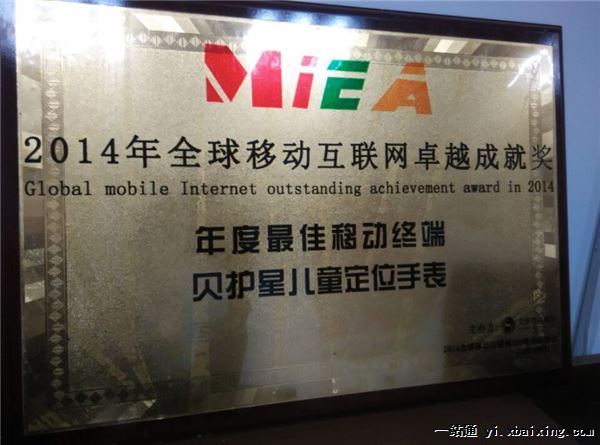 MiEA
2014年全球移动互联网卓越成就奖
Global mobile Internet outstanding achievement award in 2014
年度最佳移动终端
贝护星儿童定位手表
主办方:
一站通 yi.xbaixing.com